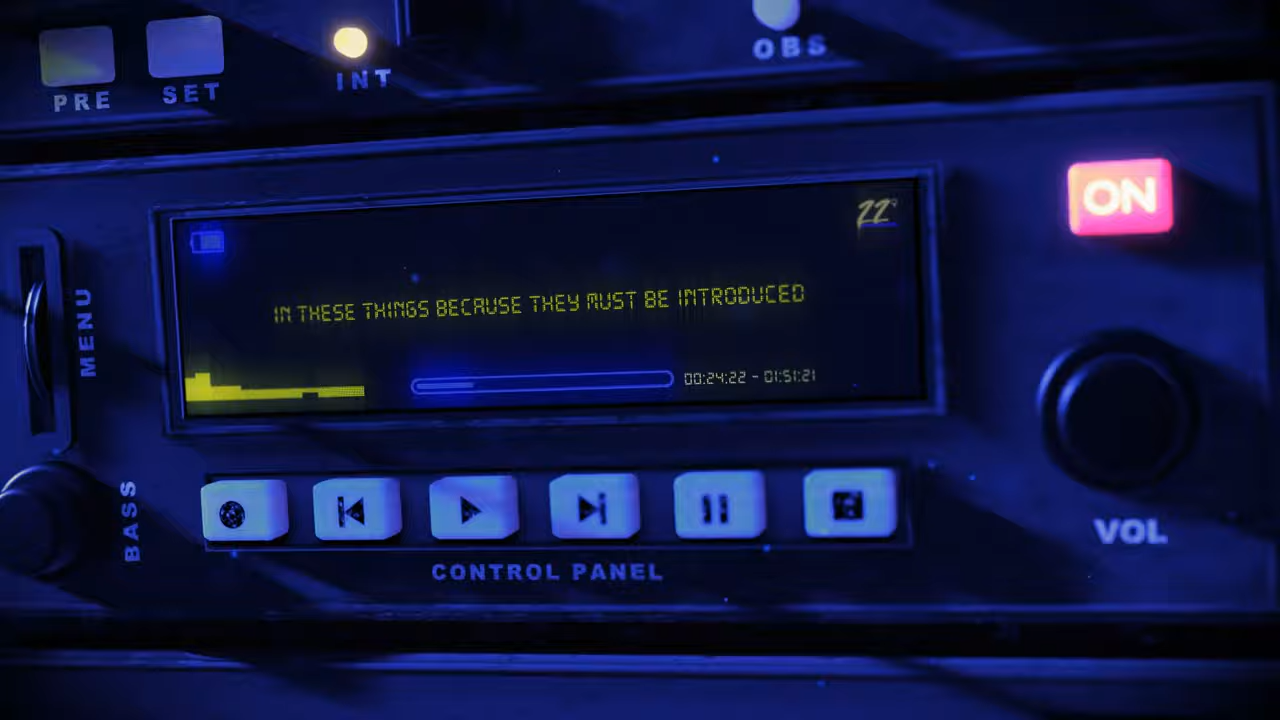 PRE
SET
INT
OBS
ON
22°
IN THESE THINGS BECAUSE THEY MUST BE INTRODUCED
00:24:22 - 01:51:21
MENU
BASS
CONTROL PANEL
VOL